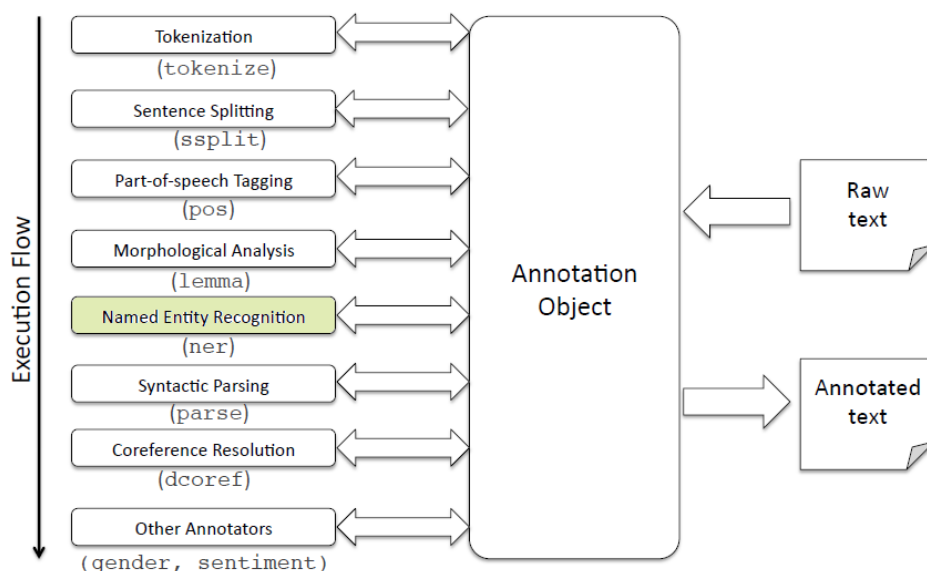 Execution Flow
Tokenization
(tokenize)
Sentence Splitting
(ssplit)
Part-of-speech Tagging
(pos)
Morphological Analysis
(lemma)
Named Entity Recognition
(ner)
Syntactic Parsing
(parse)
Coreference Resolution
(dcoref)
Other Annotators
(gender, sentiment)
Annotation
Object
Raw
text
Annotated
text